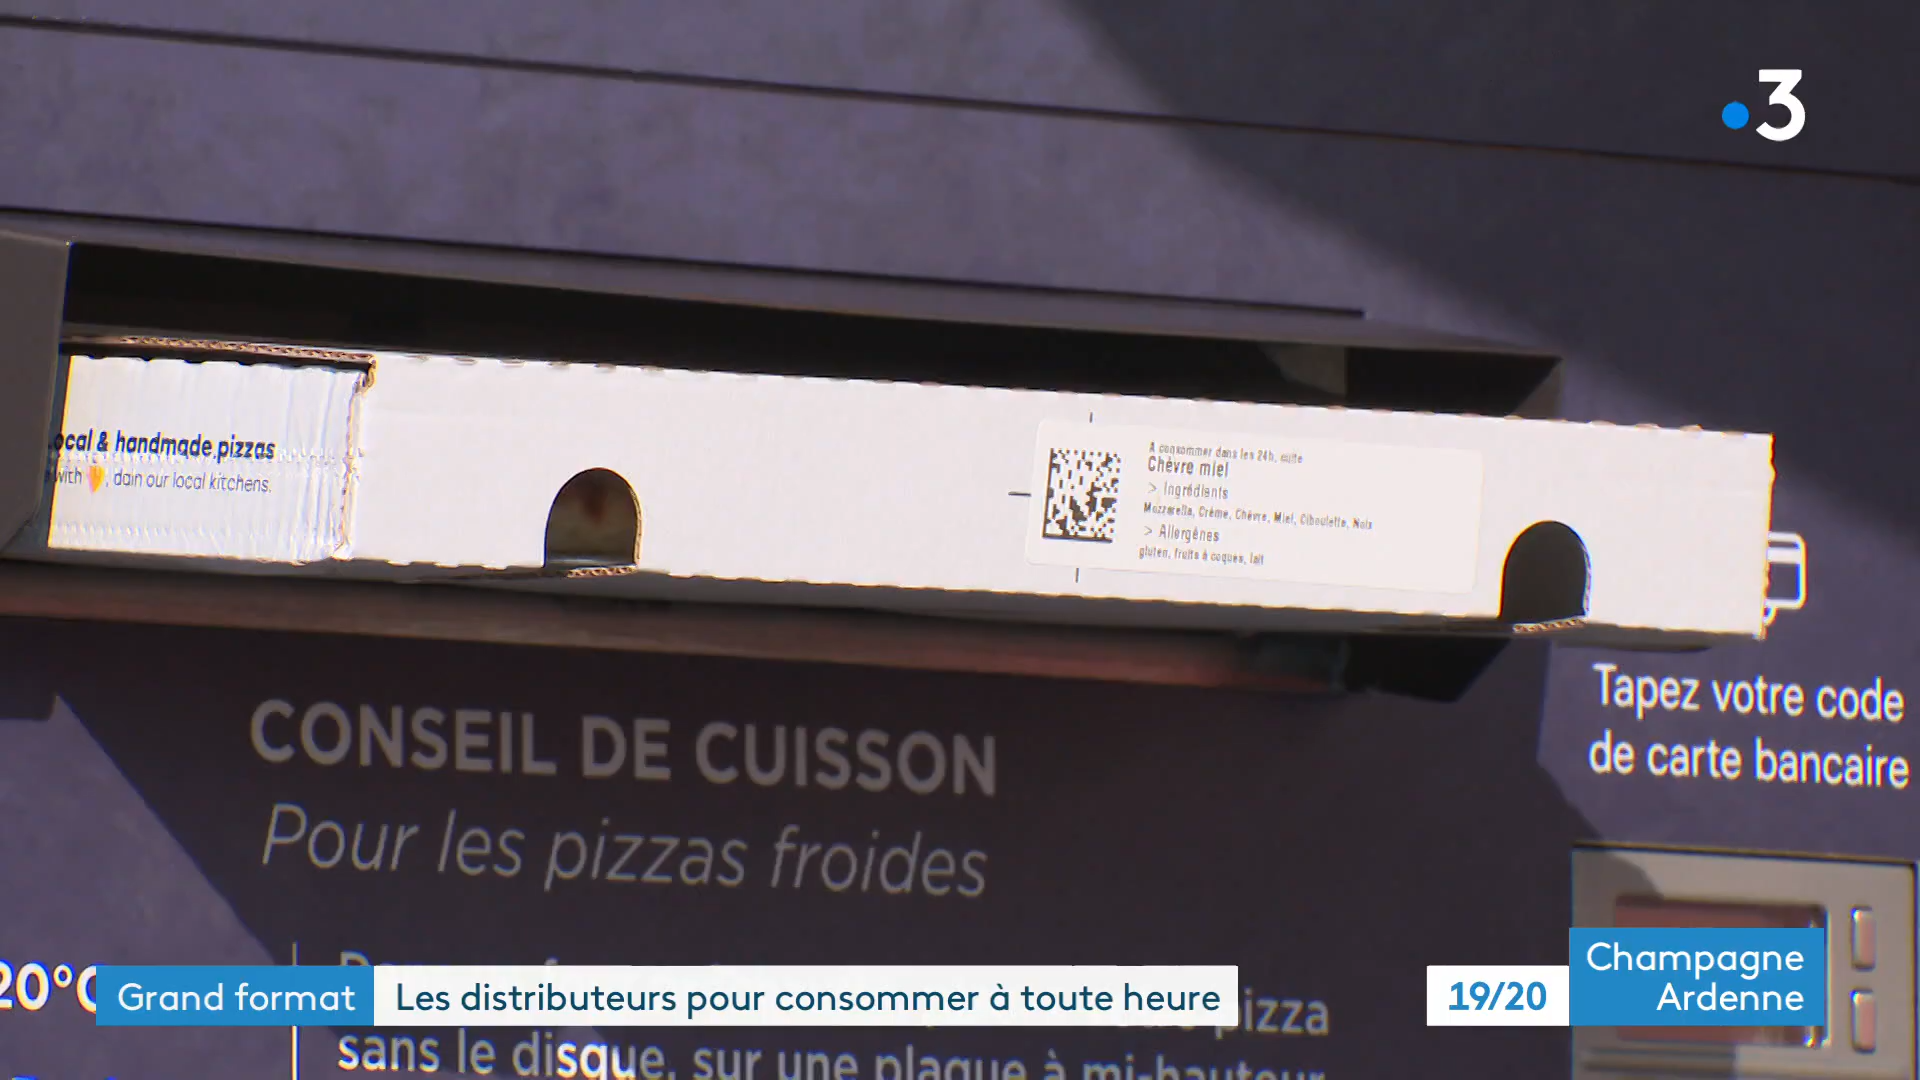 3
ocal & handmade pizzas
with 🧡, dain our local kitchens.
A consommer dans les 24h, cuite
Chèvre miel
> Ingrédients
Mozzarella, Crème, Chèvre, Miel, Ciboulette, Noix
> Allergènes
gluten, fruits à coques, lait
Tapez votre code
de carte bancaire
CONSEIL DE CUISSON
Pour les pizzas froides
20°C
pizza
sans le disque, sur une plaque à mi-hauteur
Grand format
Les distributeurs pour consommer à toute heure
19/20
Champagne
Ardenne